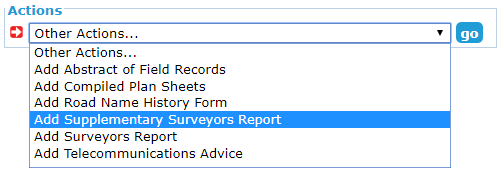 Actions
Other Actions...
go
Other Actions...
Add Abstract of Field Records
Add Compiled Plan Sheets
Add Road Name History Form
Add Supplementary Surveyors Report
Add Surveyors Report
Add Telecommunications Advice